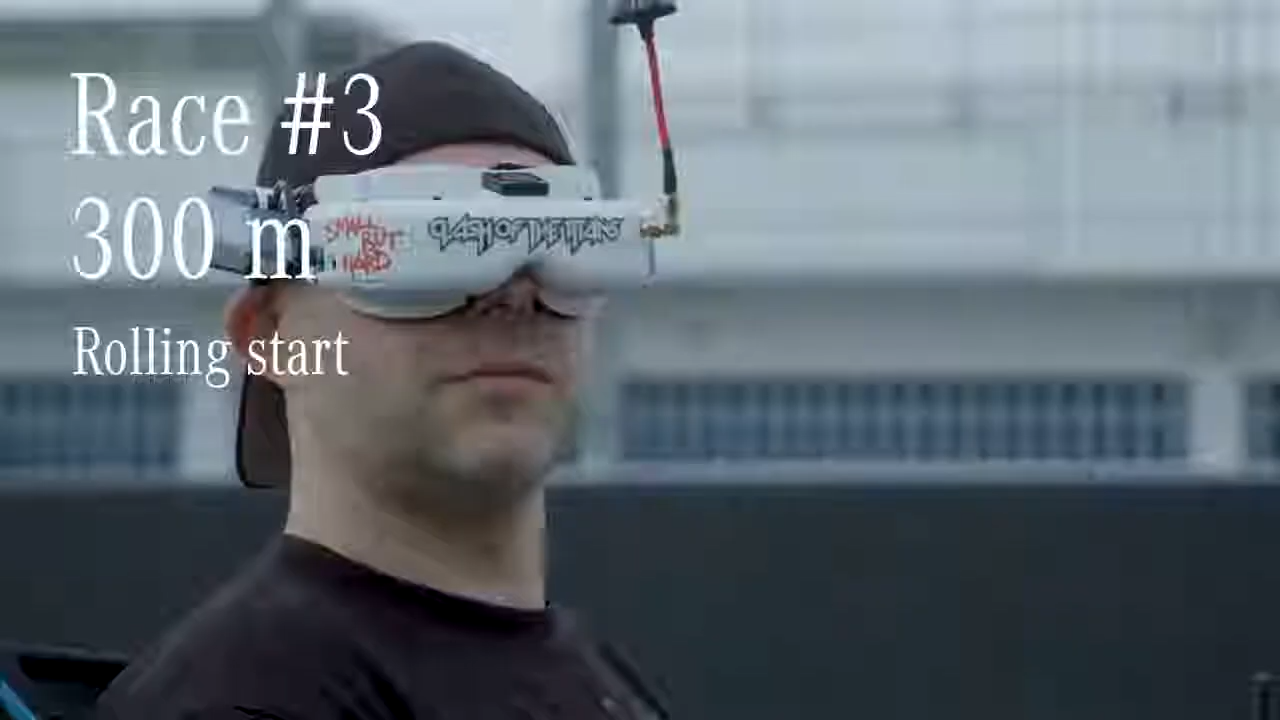 Race #3
300 m
Rolling start
SMALL
BUT
HARD
CLASH OF THE TITANS